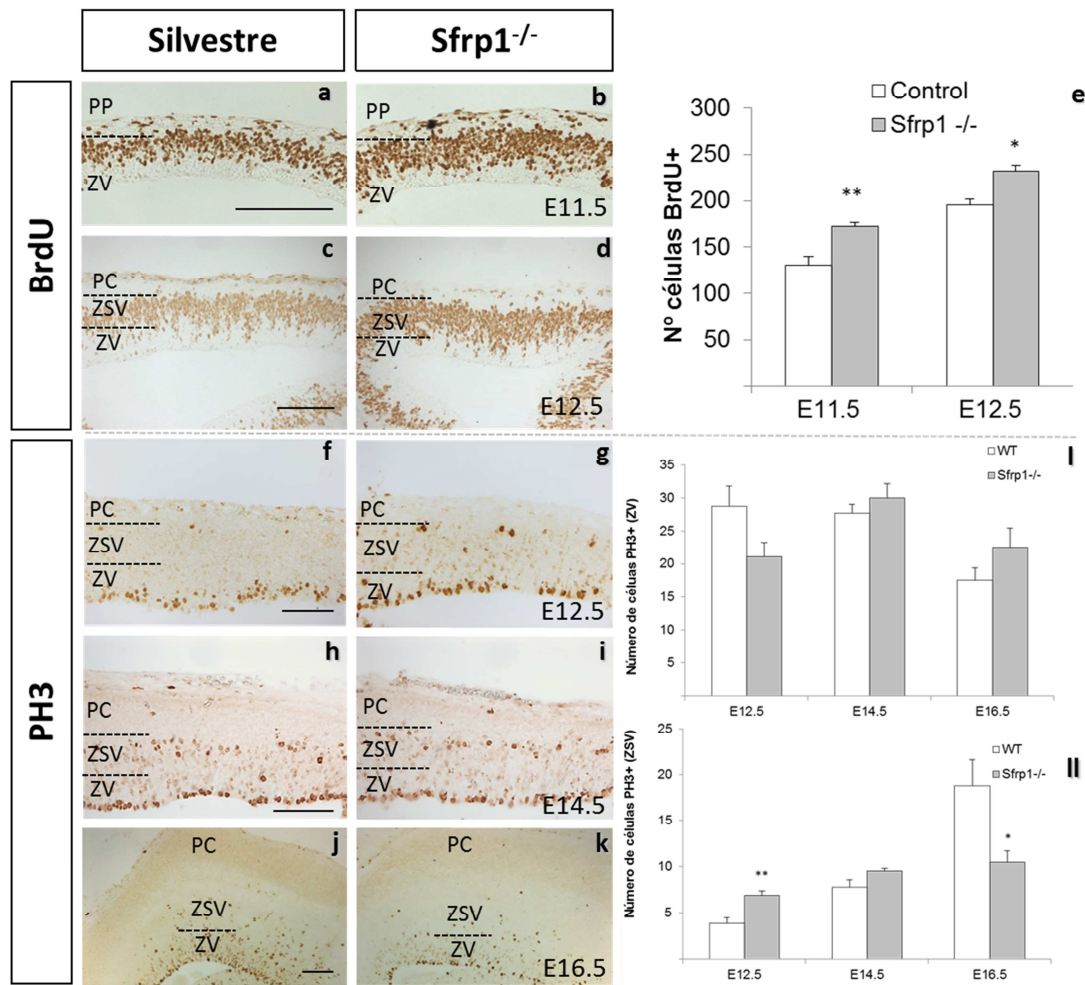 Silvestre
Sfrp1-/-
BrdU
a
PP
ZV
b
PP
ZV
E11.5
c
PC
ZSV
ZV
d
PC
ZSV
ZV
E12.5
e
Control
Sfrp1 -/-
300
250
200
150
100
50
Nº células BrdU+
**
*
E11.5
E12.5
PH3
f
PC
ZSV
ZV
g
PC
ZSV
ZV
E12.5
h
PC
ZSV
ZV
i
PC
ZSV
ZV
E14.5
j
PC
ZSV
ZV
k
PC
ZSV
ZV
E16.5
l
WT
Sfrp1-/-
35
30
25
20
15
10
5
Número de céluas PH3+ (ZV)
E12.5
E14.5
E16.5
ll
WT
Sfrp1-/-
25
20
15
10
5
Número de células PH3+ (ZSV)
**
*
E12.5
E14.5
E16.5